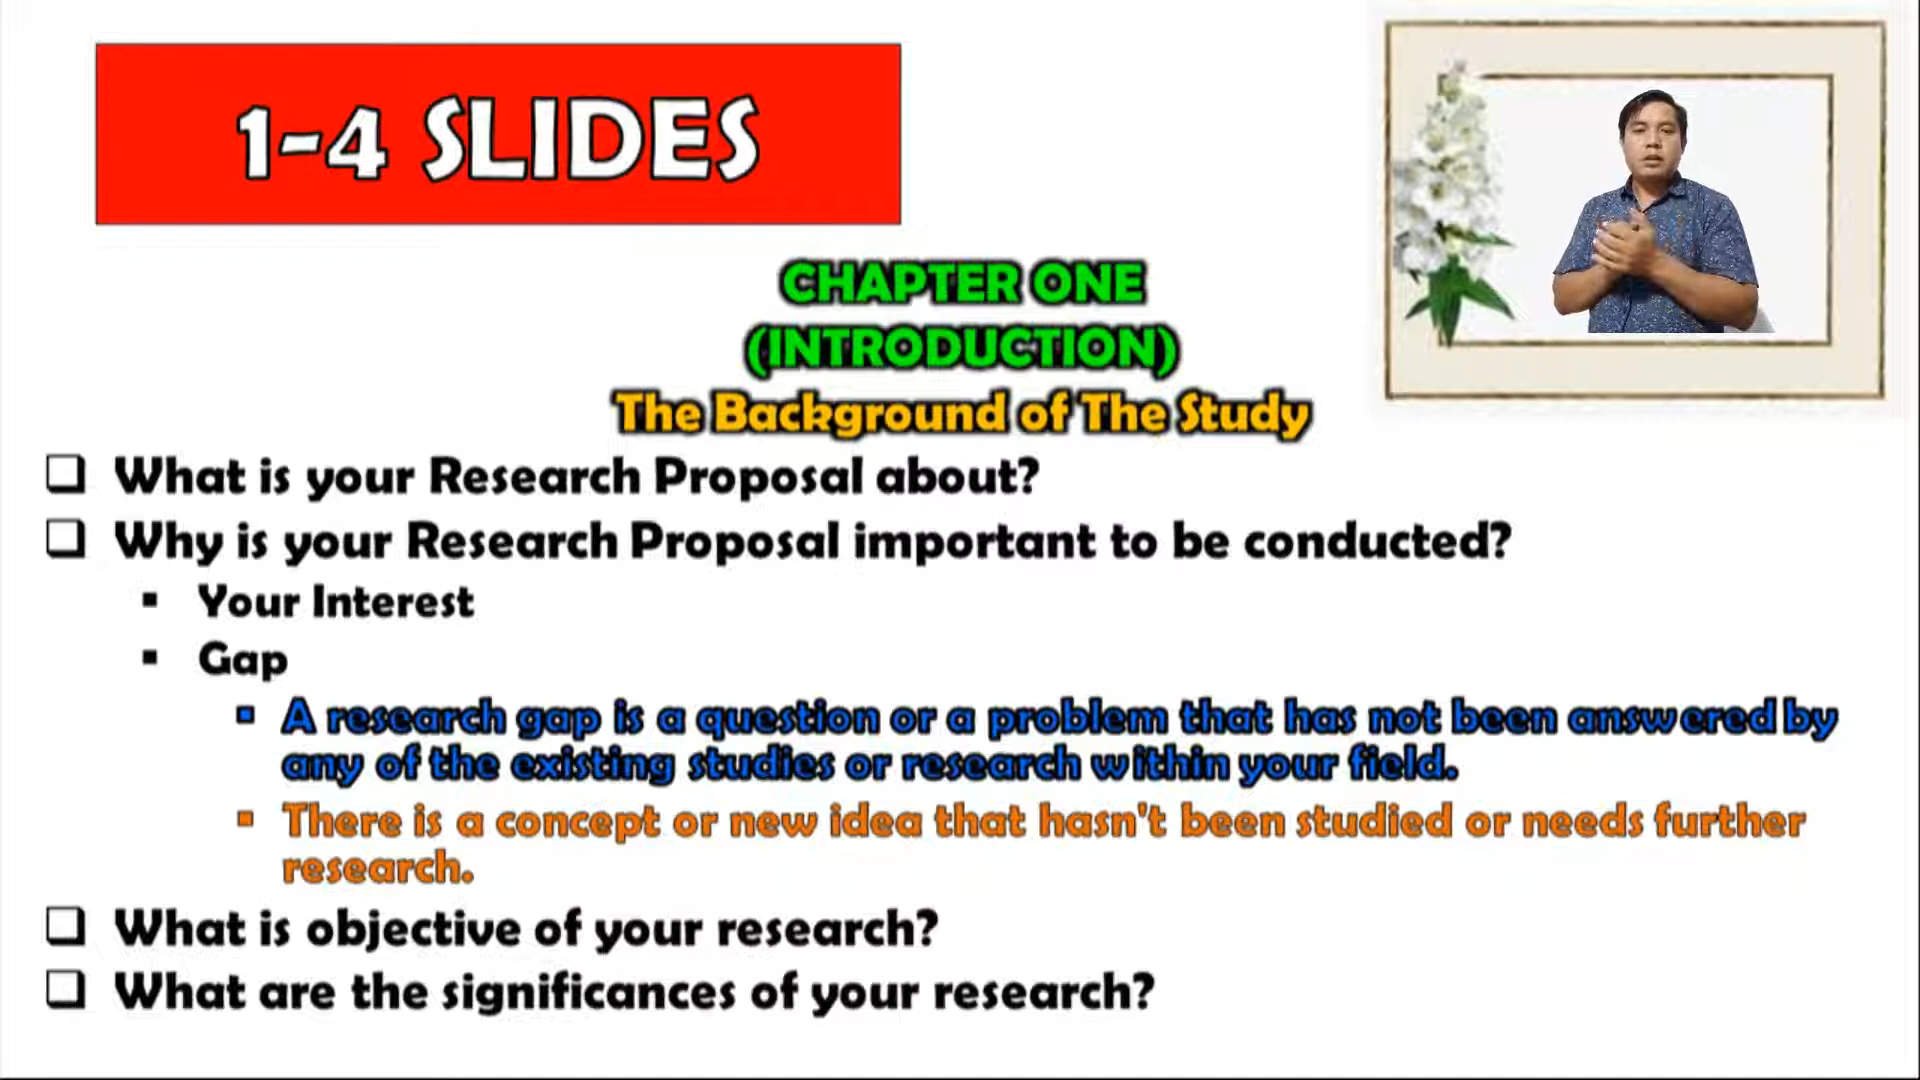 1-4 SLIDES
CHAPTER ONE
(INTRODUCTION)
The Background of The Study
What is your Research Proposal about?
Why is your Research Proposal important to be conducted?
Your Interest
Gap
A research gap is a question or a problem that has not been answered by
any of the existing studies or research within your field.
There is a concept or new idea that hasn't been studied or needs further
research.
What is objective of your research?
What are the significances of your research?